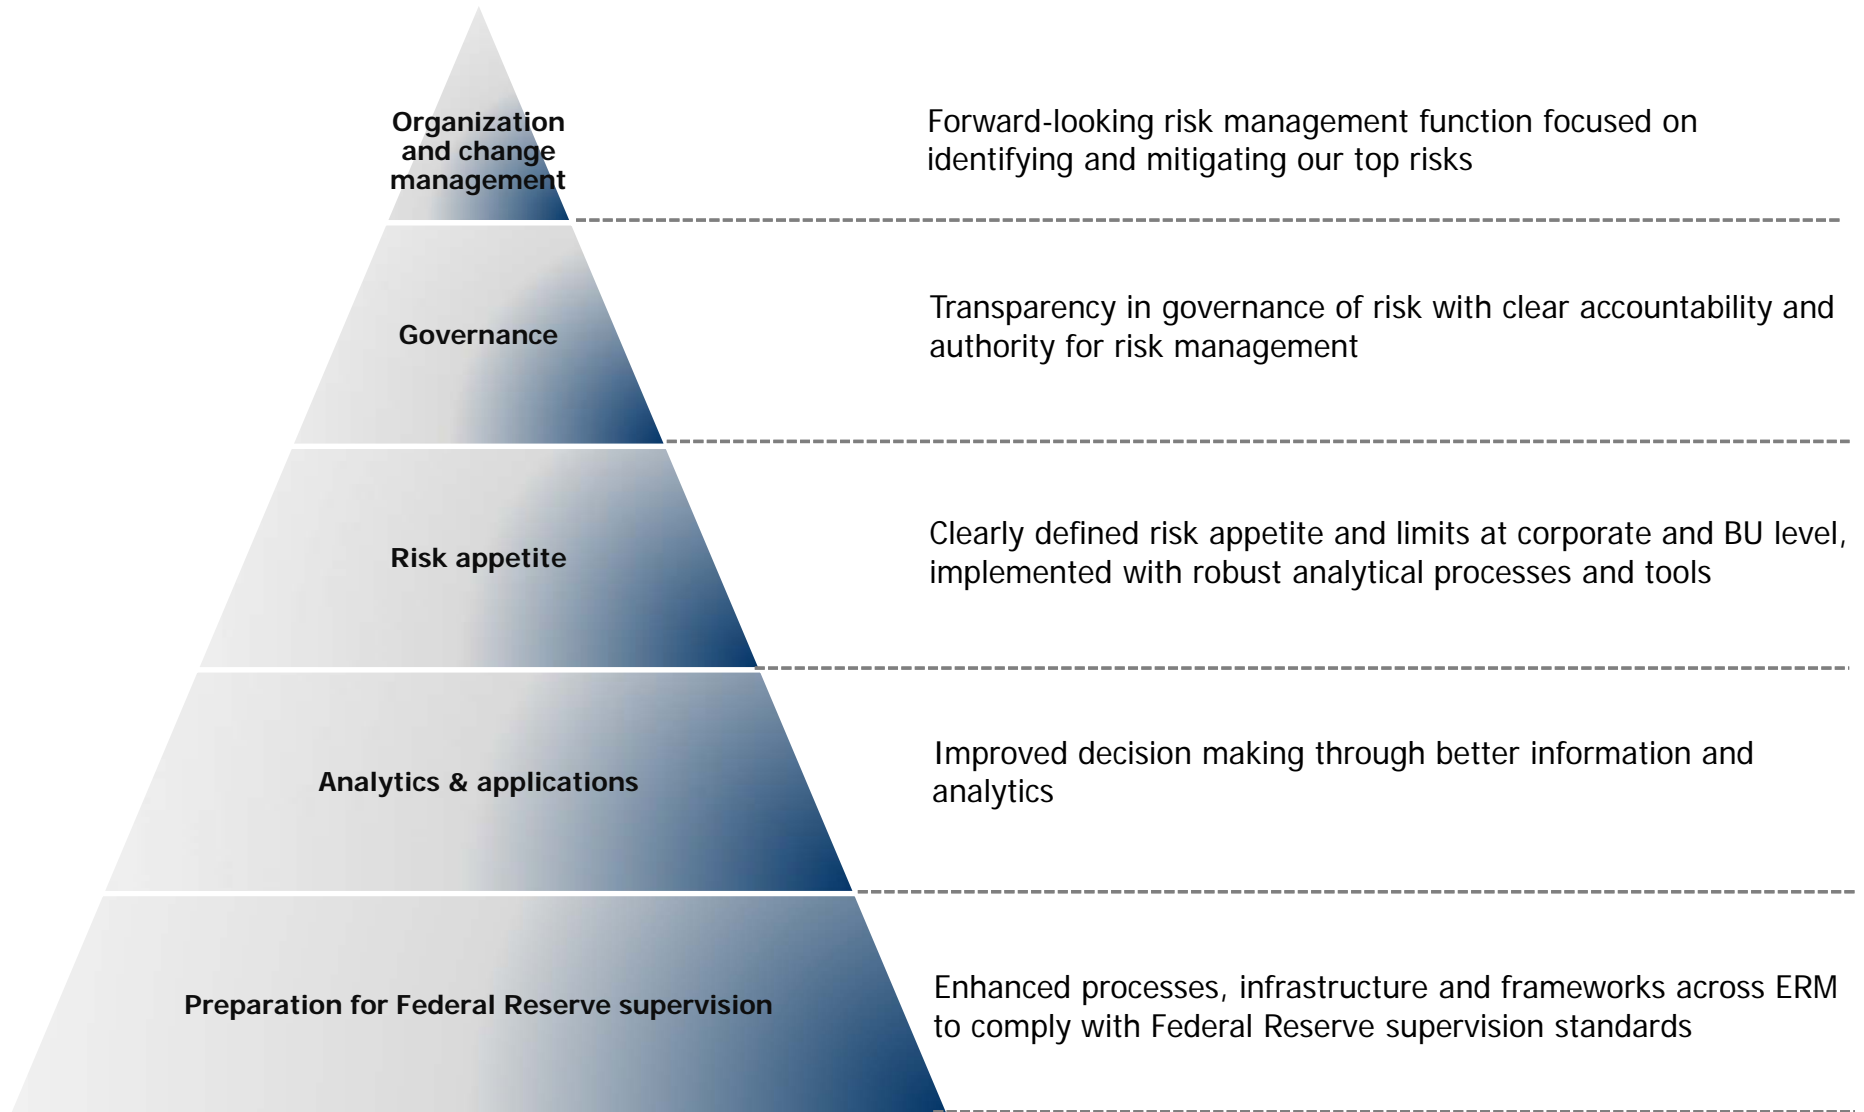 Organization
and change
management
Forward-looking risk management function focused on
identifying and mitigating our top risks
Governance
Transparency in governance of risk with clear accountability and
authority for risk management
Risk appetite
Clearly defined risk appetite and limits at corporate and BU level,
implemented with robust analytical processes and tools
Analytics & applications
Improved decision making through better information and
analytics
Preparation for Federal Reserve supervision
Enhanced processes, infrastructure and frameworks across ERM
to comply with Federal Reserve supervision standards